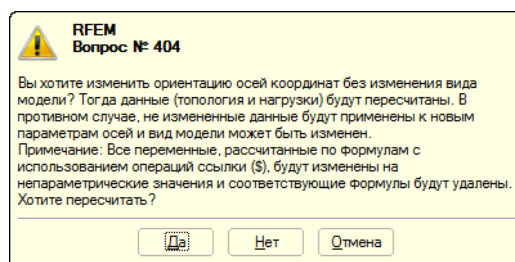 RFEM
Вопрос № 404
Вы хотите изменить ориентацию осей координат без изменения вида
модели? Тогда данные (топология и нагрузки) будут пересчитаны. В
противном случае, не измененные данные будут применены к новым
параметрам осей и вид модели может быть изменен.
Примечание: Все переменные, рассчитанные по формулам с
использованием операций ссылки ($), будут изменены на
непараметрические значения и соответствующие формулы будут удалены.
Хотите пересчитать?
Да Нет Отмена